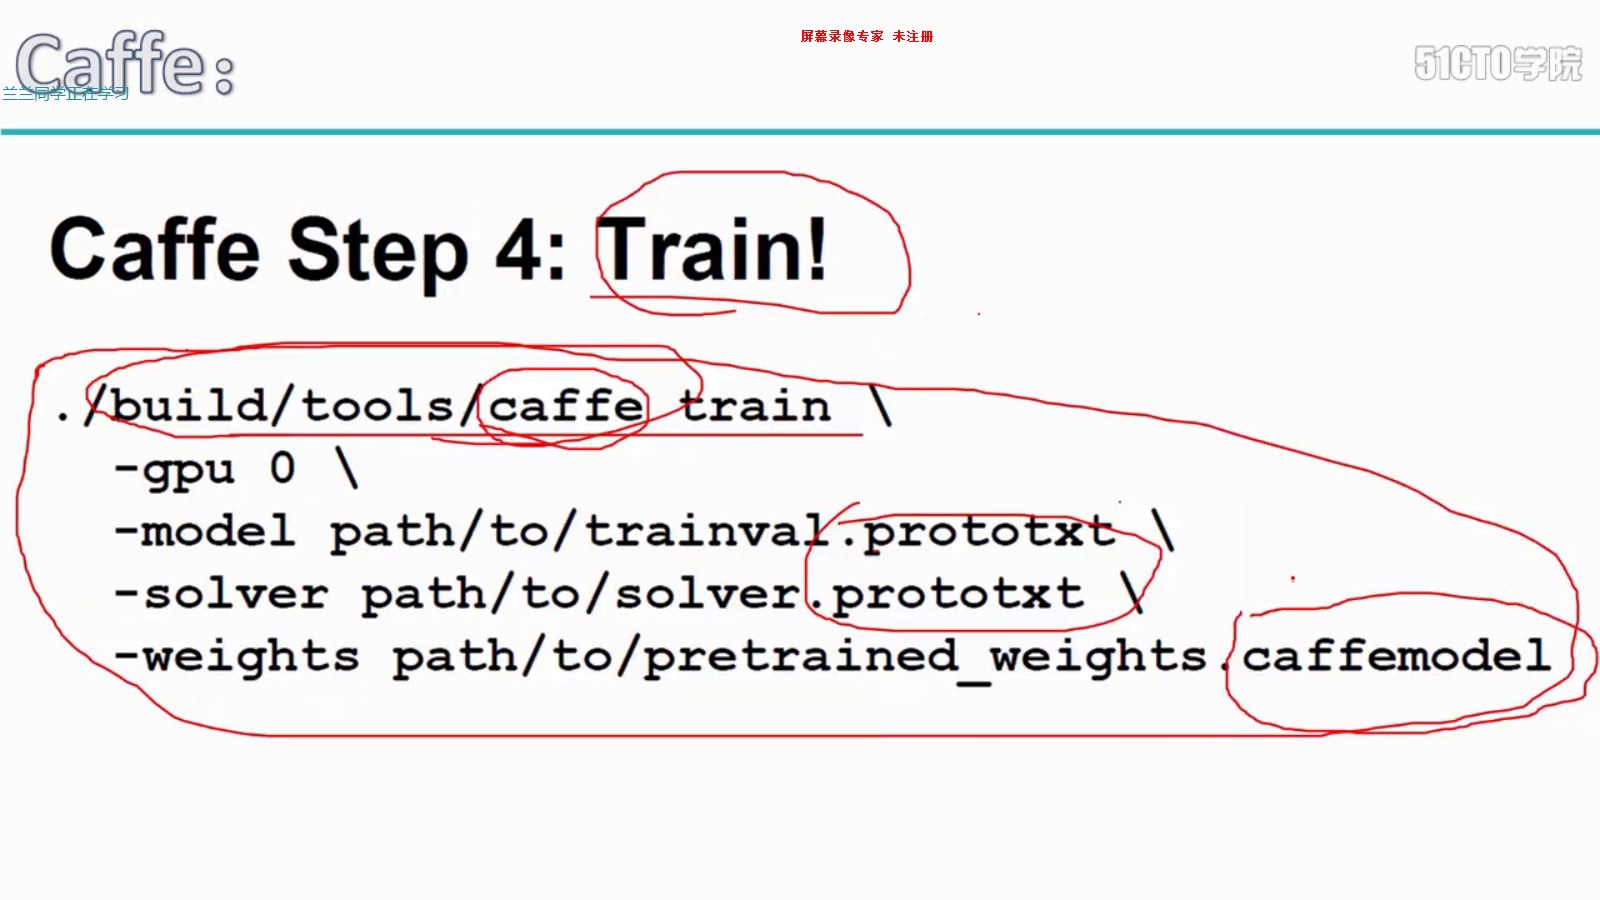 屏幕录像专家 未注册
Caffe:
51CTO学院
兰兰同学正在学习
Caffe Step 4: Train!
./build/tools/caffe train \
-gpu 0 \
-model path/to/trainval.prototxt \
-solver path/to/solver.prototxt \
-weights path/to/pretrained_weights.caffemodel